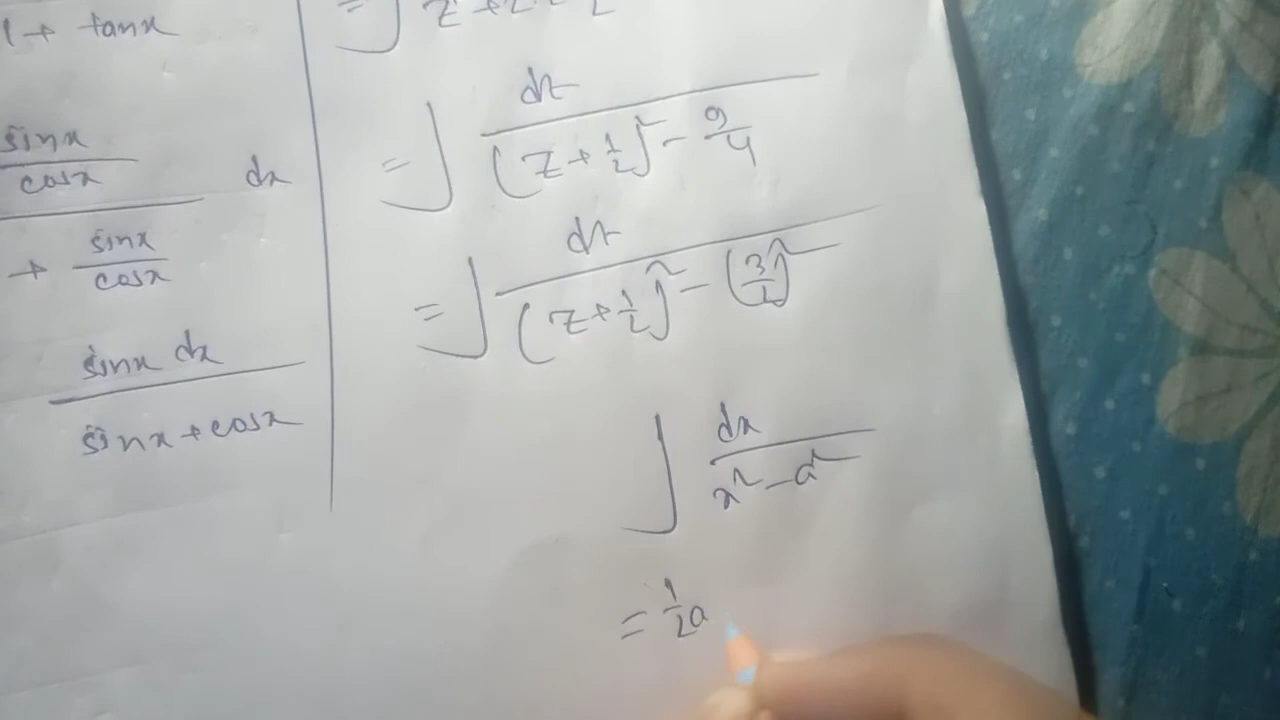 1 + tanx
sinx
cosx
dx
+ sinx
cosx
sinx dx
sinx + cosx
= ∫ dz
(z + 1/2)² - 9/4
= ∫ dz
(z + 1/2)² - (3/2)²
∫ dx
x² - a²
= 1/2a